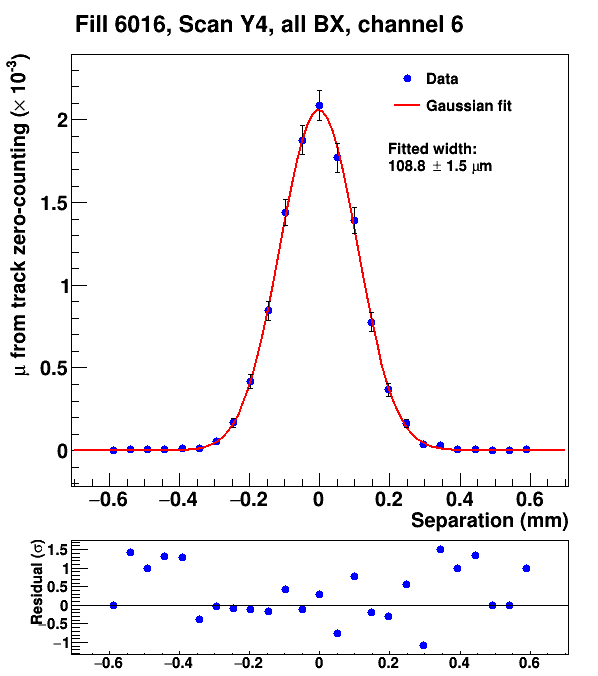 Fill 6016, Scan Y4, all BX, channel 6
μ from track zero-counting (× 10⁻³)
Data
Gaussian fit
Fitted width:
108.8 ± 1.5 μm
2
1.5
1
0.5
0
−0.6 −0.4 −0.2 0 0.2 0.4 0.6
Separation (mm)
Residual (σ)
1.5
1
0.5
0
−0.5
−1
−0.6 −0.4 −0.2 0 0.2 0.4 0.6